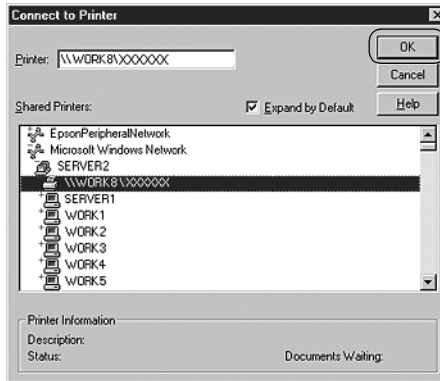 Connect to Printer
OK
Printer: \\WORK8\XXXXXX
Cancel
Shared Printers:
Expand by Default
Help
EpsonPeripheralNetwork
Microsoft Windows Network
SERVER2
\\WORK8\XXXXXX
SERVER1
WORK1
WORK2
WORK3
WORK4
WORK5
Printer Information
Description:
Status:
Documents Waiting: